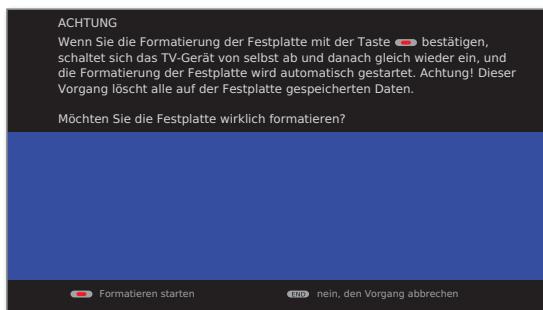 ACHTUNG
Wenn Sie die Formatierung der Festplatte mit der Taste bestätigen,
schaltet sich das TV-Gerät von selbst ab und danach gleich wieder ein, und
die Formatierung der Festplatte wird automatisch gestartet. Achtung! Dieser
Vorgang löscht alle auf der Festplatte gespeicherten Daten.
Möchten Sie die Festplatte wirklich formatieren?
Formatieren starten END nein, den Vorgang abbrechen